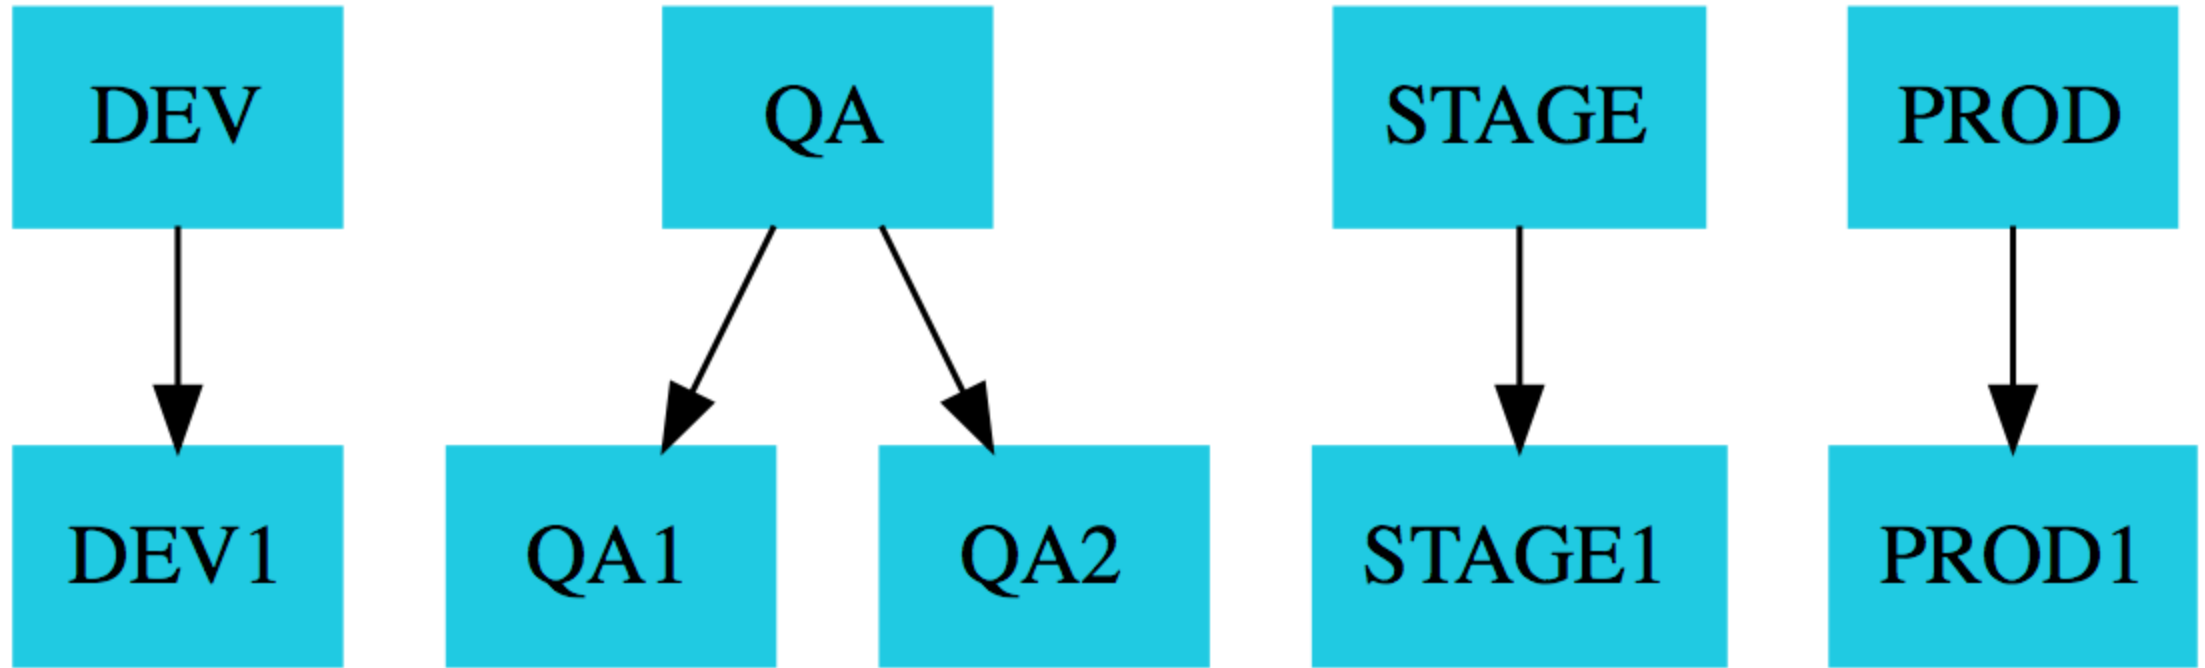 DEV
QA
STAGE
PROD
DEV1
QA1
QA2
STAGE1
PROD1